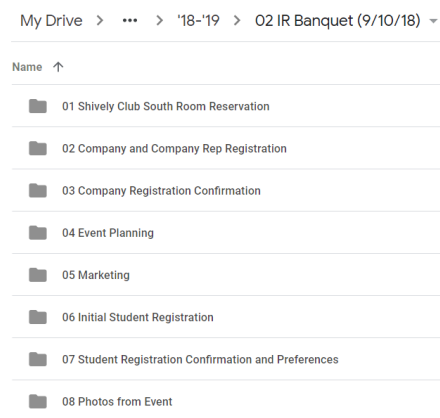 My Drive > ... > '18-'19 > 02 IR Banquet (9/10/18)
Name ↑
01 Shively Club South Room Reservation
02 Company and Company Rep Registration
03 Company Registration Confirmation
04 Event Planning
05 Marketing
06 Initial Student Registration
07 Student Registration Confirmation and Preferences
08 Photos from Event